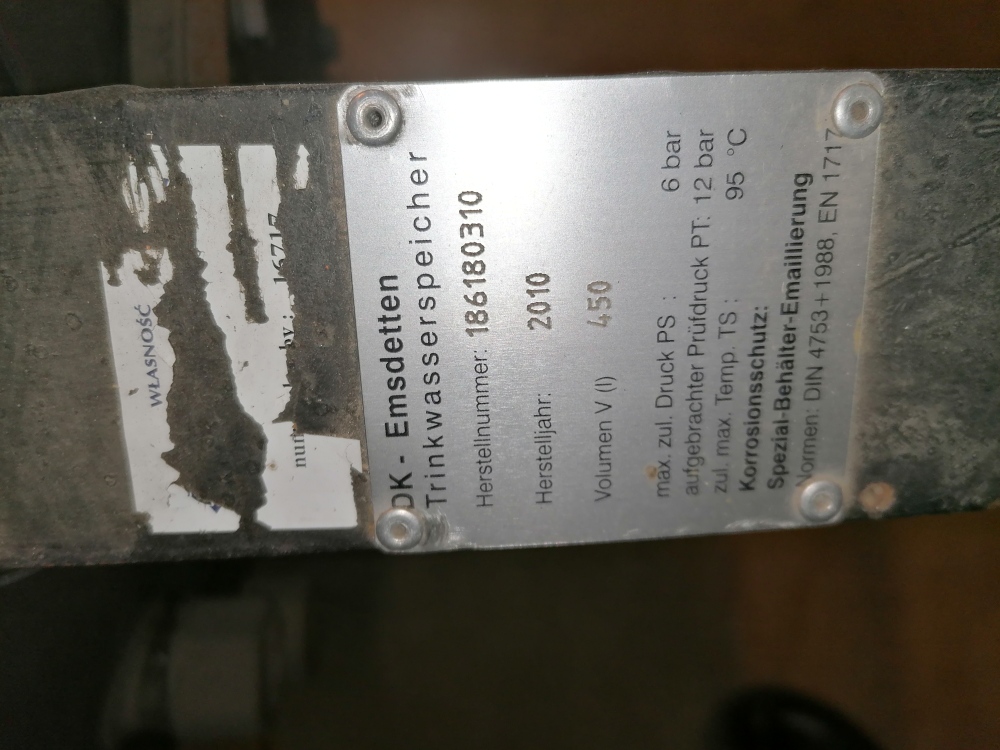 WŁASNOŚĆ
DK - Emsdetten
Trinkwasserspeicher
Herstellnummer: 186180310
Herstelljahr: 2010
Volumen V (l) 450
max. zul. Druck PS : 6 bar
aufgebrachter Prüfdruck PT: 12 bar
zul. max. Temp. TS : 95 °C
Korrosionsschutz:
Spezial-Behälter-Emaillierung
Normen: DIN 4753+1988, EN 1717